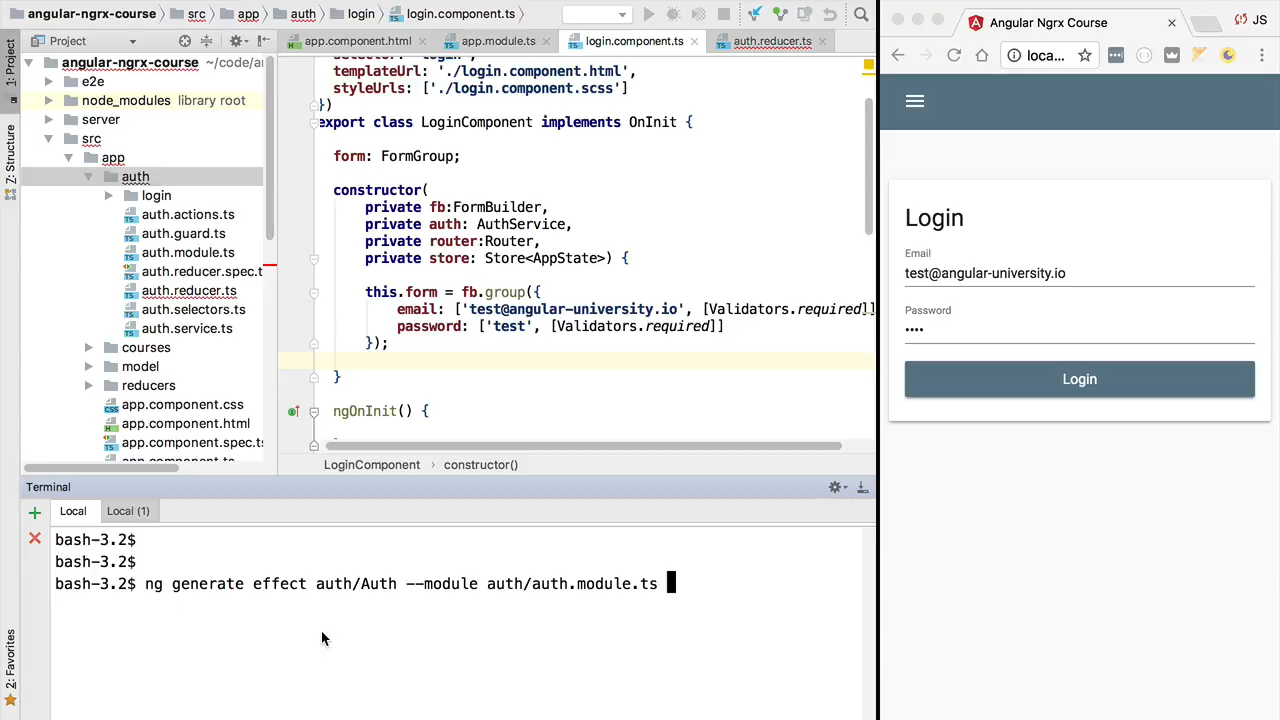 angular-ngrx-course
src
app
auth
login
login.component.ts
1: Project
Z: Structure
2: Favorites
Project
app.component.html
app.module.ts
login.component.ts
auth.reducer.ts
angular-ngrx-course ~/code/an
e2e
node_modules library root
server
src
app
auth
login
auth.actions.ts
auth.guard.ts
auth.module.ts
auth.reducer.spec.t
auth.reducer.ts
auth.selectors.ts
auth.service.ts
courses
model
reducers
app.component.css
app.component.html
app.component.spec.ts
templateUrl: './login.component.html',
styleUrls: ['./login.component.scss']
})
export class LoginComponent implements OnInit {
form: FormGroup;
constructor(
private fb:FormBuilder,
private auth: AuthService,
private router:Router,
private store: Store<AppState>) {
this.form = fb.group({
email: ['test@angular-university.io', [Validators.required]]
password: ['test', [Validators.required]]
});
}
ngOnInit() {
LoginComponent › constructor()
Terminal
Local
Local (1)
bash-3.2$
bash-3.2$
bash-3.2$ ng generate effect auth/Auth --module auth/auth.module.ts
Angular Ngrx Course
JS
loca...
Login
Email
test@angular-university.io
Password
••••
Login